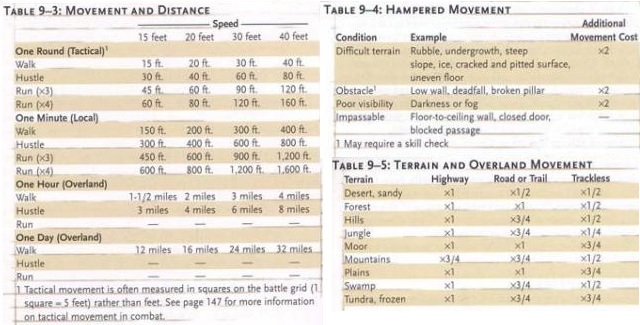 TABLE 9–3: MOVEMENT AND DISTANCE
Speed
15 feet 20 feet 30 feet 40 feet
One Round (Tactical)¹
Walk 15 ft. 20 ft. 30 ft. 40 ft.
Hustle 30 ft. 40 ft. 60 ft. 80 ft.
Run (×3) 45 ft. 60 ft. 90 ft. 120 ft.
Run (×4) 60 ft. 80 ft. 120 ft. 160 ft.
One Minute (Local)
Walk 150 ft. 200 ft. 300 ft. 400 ft.
Hustle 300 ft. 400 ft. 600 ft. 800 ft.
Run (×3) 450 ft. 600 ft. 900 ft. 1,200 ft.
Run (×4) 600 ft. 800 ft. 1,200 ft. 1,600 ft.
One Hour (Overland)
Walk 1-1/2 miles 2 miles 3 miles 4 miles
Hustle 3 miles 4 miles 6 miles 8 miles
Run — — — —
One Day (Overland)
Walk 12 miles 16 miles 24 miles 32 miles
Hustle — — — —
Run — — — —
1 Tactical movement is often measured in squares on the battle grid (1
square = 5 feet) rather than feet. See page 147 for more information
on tactical movement in combat.
TABLE 9–4: HAMPERED MOVEMENT
Additional
Condition Example Movement Cost
Difficult terrain Rubble, undergrowth, steep ×2
slope, ice, cracked and pitted surface,
uneven floor
Obstacle¹ Low wall, deadfall, broken pillar ×2
Poor visibility Darkness or fog ×2
Impassable Floor-to-ceiling wall, closed door, —
blocked passage
1 May require a skill check
TABLE 9–5: TERRAIN AND OVERLAND MOVEMENT
Terrain Highway Road or Trail Trackless
Desert, sandy ×1 ×1/2 ×1/2
Forest ×1 ×1 ×1/2
Hills ×1 ×3/4 ×1/2
Jungle ×1 ×3/4 ×1/4
Moor ×1 ×1 ×3/4
Mountains ×3/4 ×3/4 ×1/2
Plains ×1 ×1 ×3/4
Swamp ×1 ×3/4 ×1/2
Tundra, frozen ×1 ×3/4 ×3/4